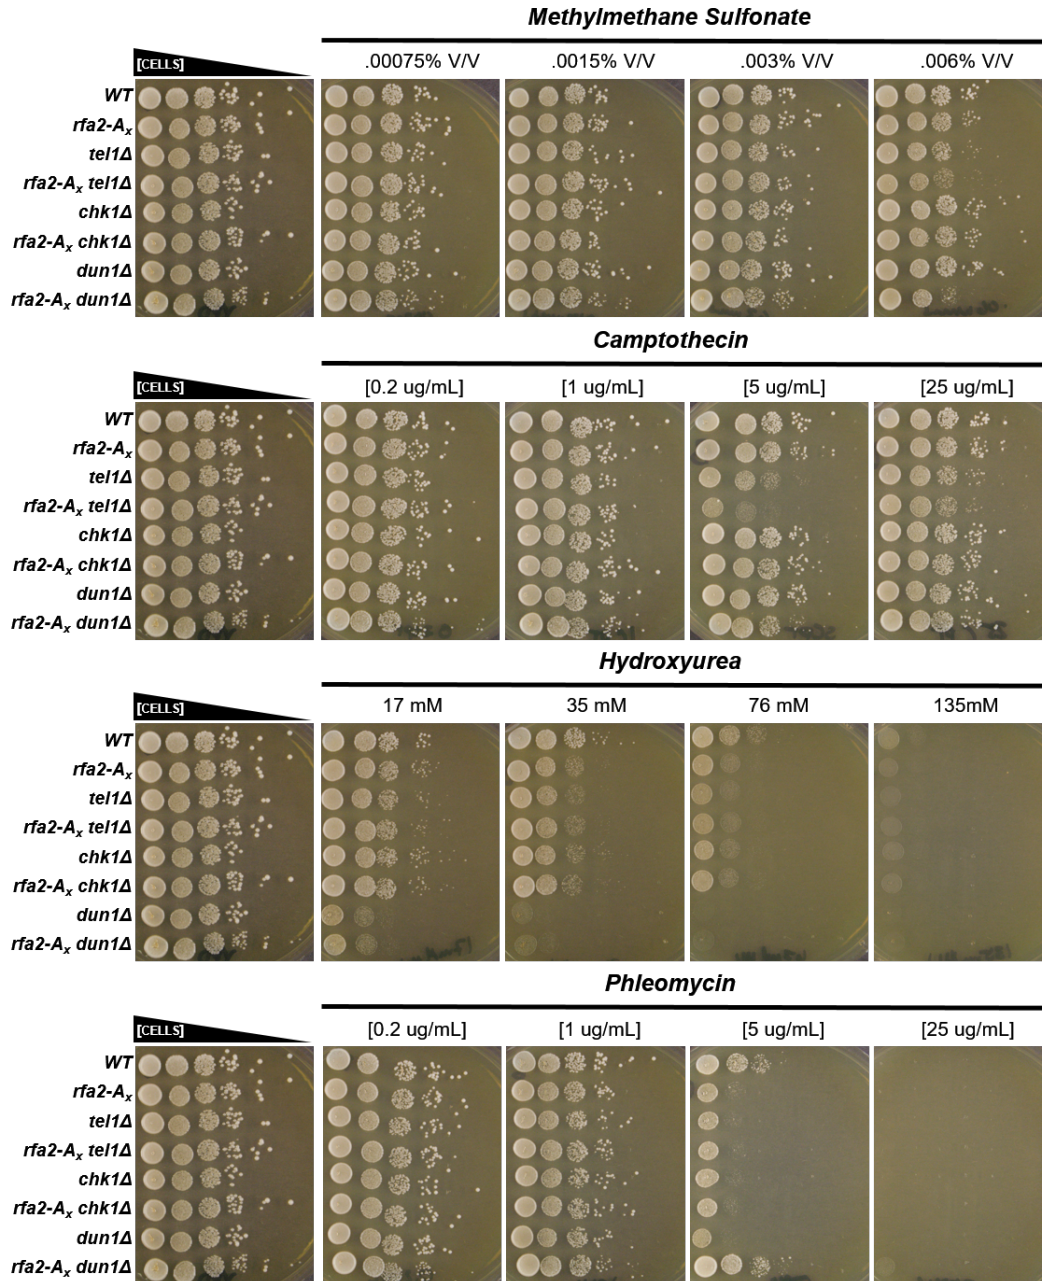 Methylmethane Sulfonate
[CELLS] .00075% V/V .0015% V/V .003% V/V .006% V/V
WT
rfa2-Ax
tel1Δ
rfa2-Ax tel1Δ
chk1Δ
rfa2-Ax chk1Δ
dun1Δ
rfa2-Ax dun1Δ
Camptothecin
[CELLS] [0.2 ug/mL] [1 ug/mL] [5 ug/mL] [25 ug/mL]
WT
rfa2-Ax
tel1Δ
rfa2-Ax tel1Δ
chk1Δ
rfa2-Ax chk1Δ
dun1Δ
rfa2-Ax dun1Δ
Hydroxyurea
[CELLS] 17 mM 35 mM 76 mM 135mM
WT
rfa2-Ax
tel1Δ
rfa2-Ax tel1Δ
chk1Δ
rfa2-Ax chk1Δ
dun1Δ
rfa2-Ax dun1Δ
Phleomycin
[CELLS] [0.2 ug/mL] [1 ug/mL] [5 ug/mL] [25 ug/mL]
WT
rfa2-Ax
tel1Δ
rfa2-Ax tel1Δ
chk1Δ
rfa2-Ax chk1Δ
dun1Δ
rfa2-Ax dun1Δ